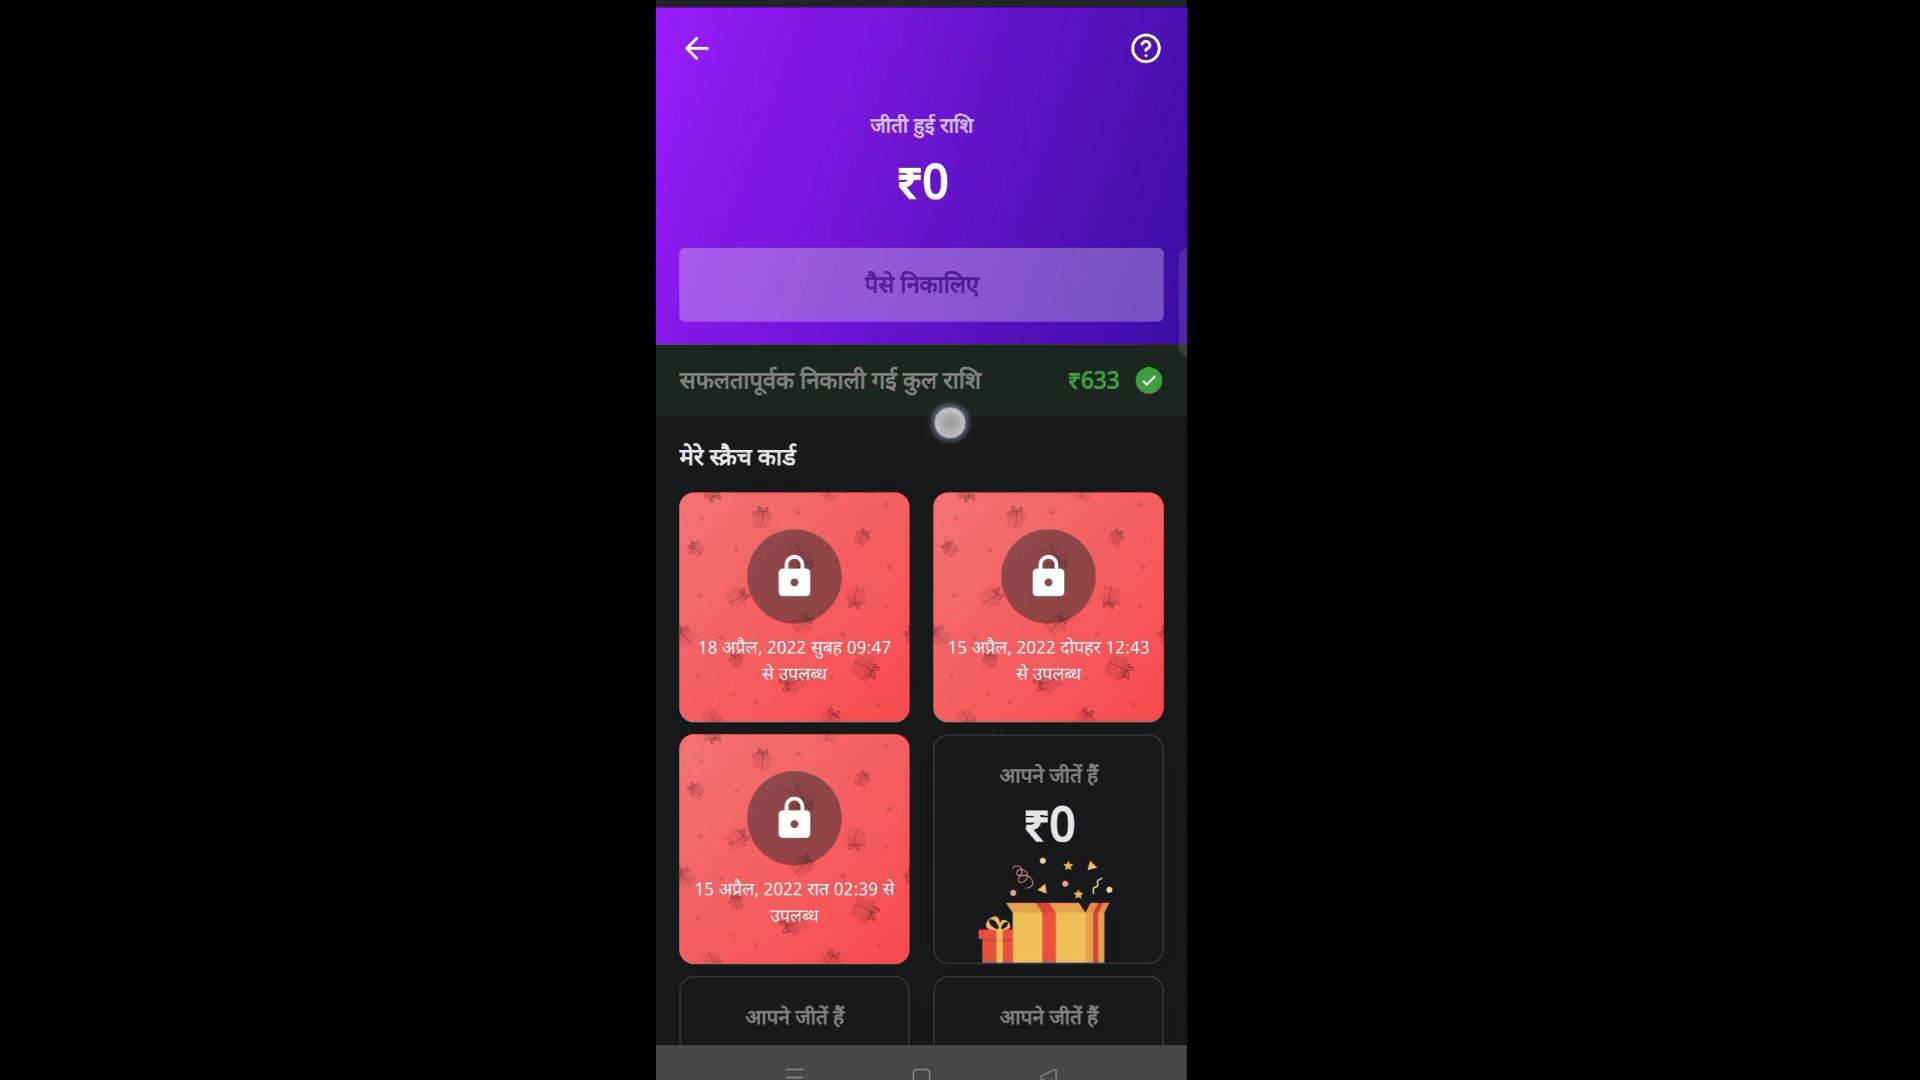 जीती हुई राशि
₹0
पैसे निकालिए
सफलतापूर्वक निकाली गई कुल राशि ₹633
मेरे स्क्रैच कार्ड
18 अप्रैल, 2022 सुबह 09:47
से उपलब्ध
15 अप्रैल, 2022 दोपहर 12:43
से उपलब्ध
15 अप्रैल, 2022 रात 02:39 से
उपलब्ध
आपने जीतें हैं
₹0
आपने जीतें हैं
आपने जीतें हैं